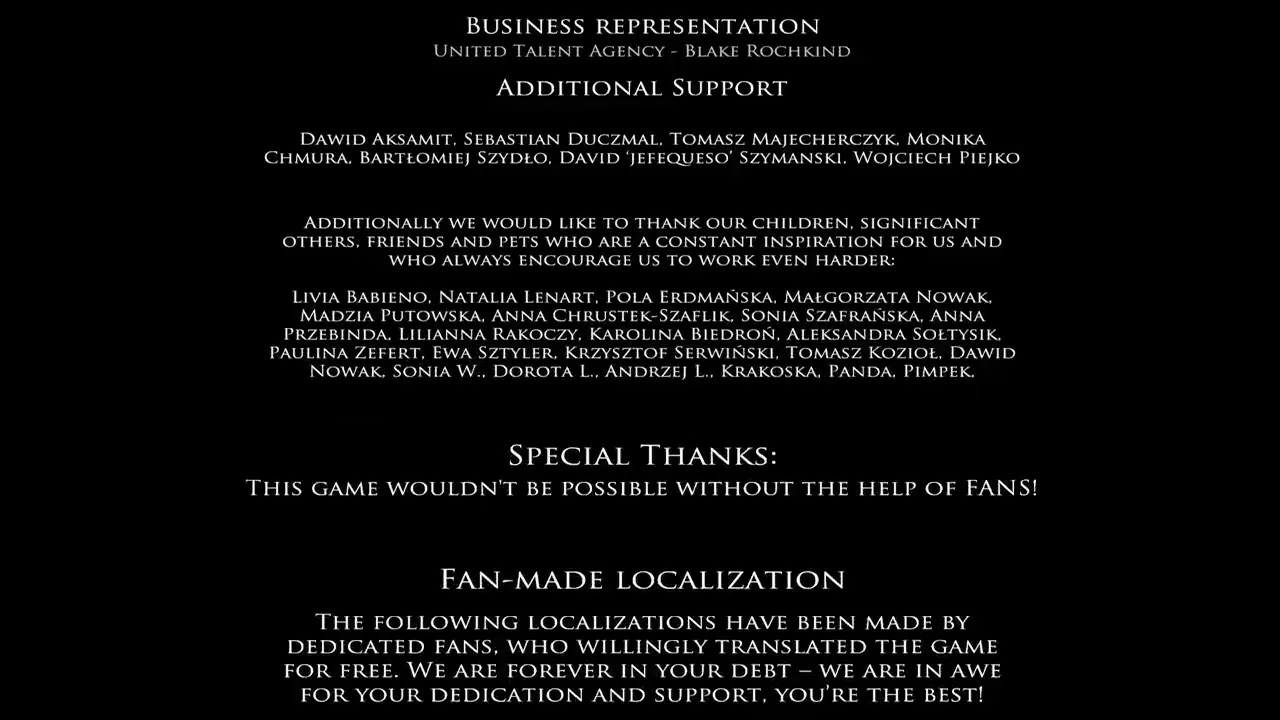 Business representation
United Talent Agency - Blake Rochkind
Additional Support
Dawid Aksamit, Sebastian Duczmal, Tomasz Majecherczyk, Monika
Chmura, Bartłomiej Szydło, David ‘jefequeso’ Szymanski. Wojciech Piejko
Additionally we would like to thank our children, significant
others, friends and pets who are a constant inspiration for us and
who always encourage us to work even harder:
Livia Babieno, Natalia Lenart, Pola Erdmańska, Małgorzata Nowak,
Madzia Putowska, Anna Chrustek-Szaflik, Sonia Szafrańska, Anna
Przebinda, Lilianna Rakoczy, Karolina Biedroń, Aleksandra Sołtysik,
Paulina Zefert, Ewa Sztyler, Krzysztof Serwiński, Tomasz Kozioł, Dawid
Nowak, Sonia W., Dorota L., Andrzej L., Krakoska, Panda, Pimpek.
Special Thanks:
This game wouldn't be possible without the help of FANS!
Fan-made localization
The following localizations have been made by
dedicated fans, who willingly translated the game
for free. We are forever in your debt – we are in awe
for your dedication and support, you’re the best!